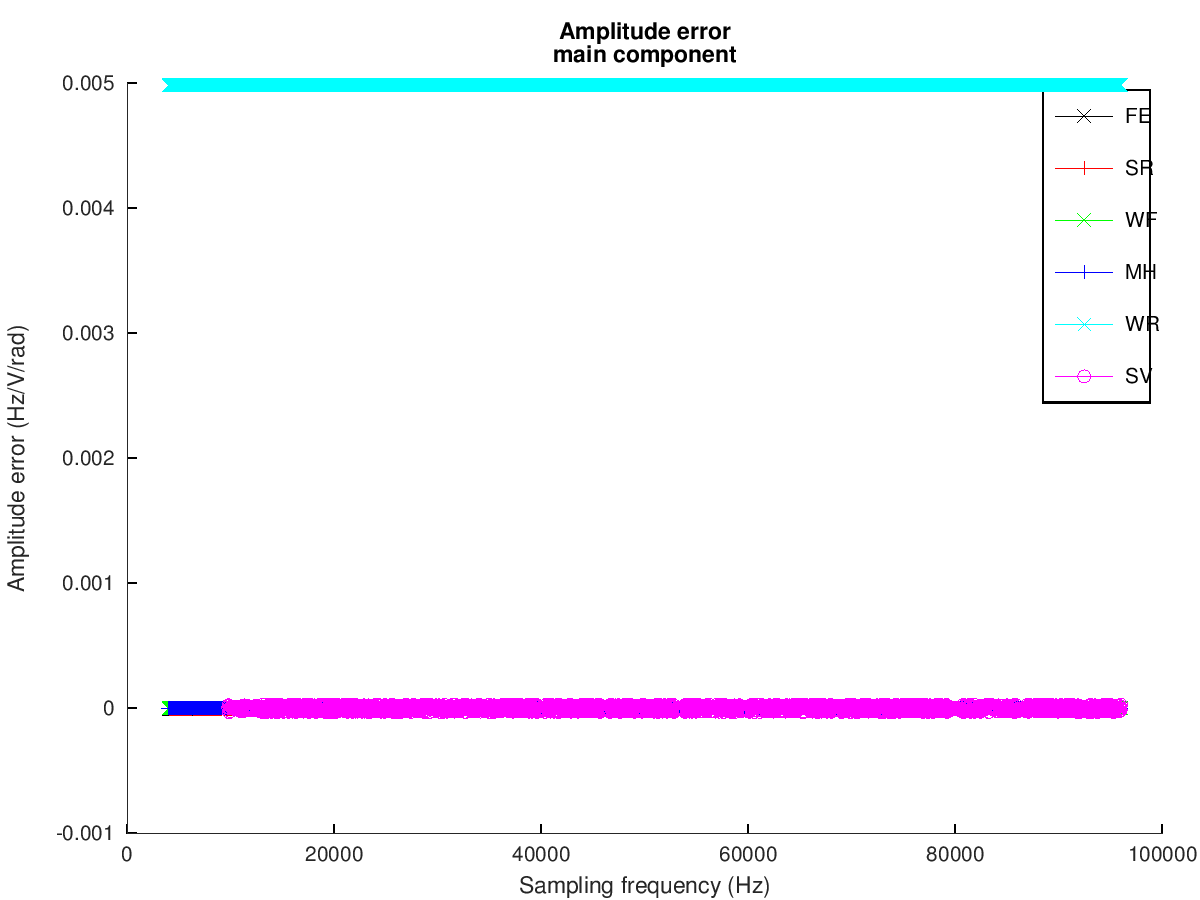 Amplitude error
main component
0.005
0.004
0.003
0.002
0.001
0
-0.001
Amplitude error (Hz/V/rad)
0
20000
40000
60000
80000
100000
Sampling frequency (Hz)
FE
SR
WF
MH
WR
SV